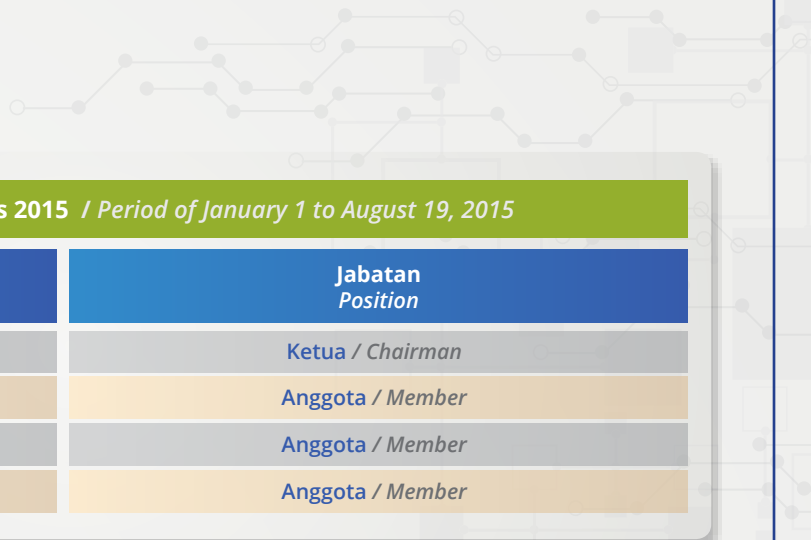 s 2015 / Period of January 1 to August 19, 2015
Jabatan
Position
Ketua / Chairman
Anggota / Member
Anggota / Member
Anggota / Member